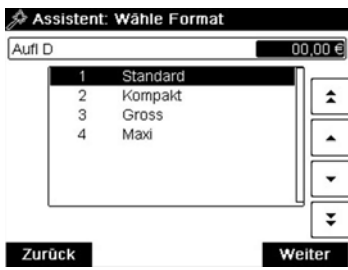 Assistent: Wähle Format
Aufl D 00,00 €
1 Standard
2 Kompakt
3 Gross
4 Maxi
Zurück Weiter